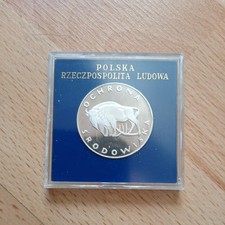 POLSKA
RZECZPOSPOLITA LUDOWA
OCHRONA
ŚRODOWISKA